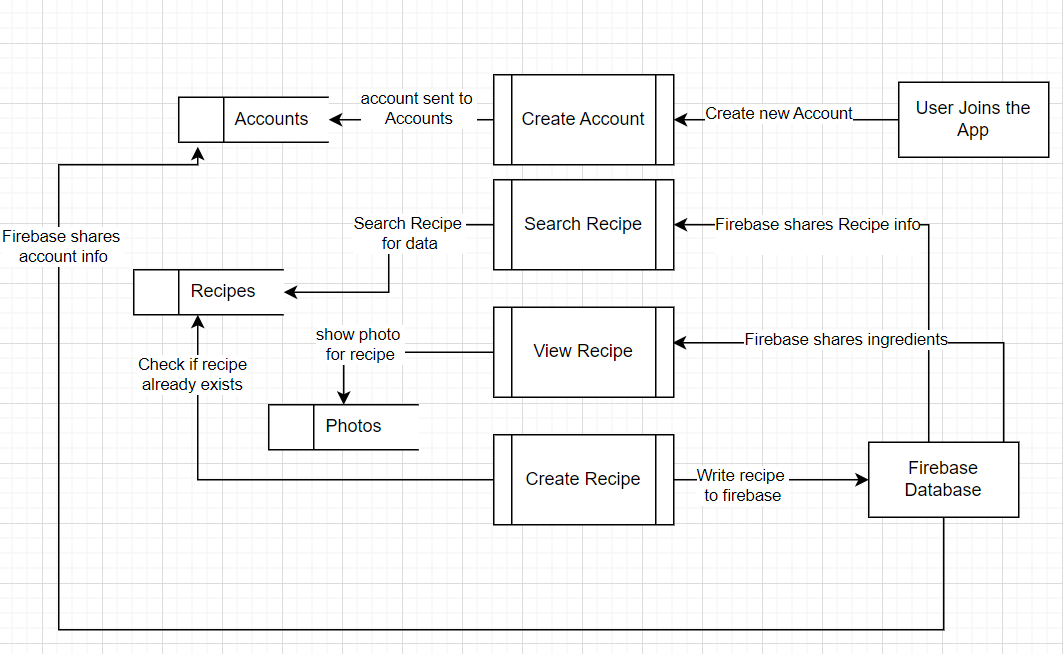 account sent to
Accounts
Accounts
Create Account
Create new Account
User Joins the
App
Firebase shares
account info
Search Recipe
for data
Search Recipe
Firebase shares Recipe info
Recipes
show photo
for recipe
View Recipe
Firebase shares ingredients
Check if recipe
already exists
Photos
Create Recipe
Write recipe
to firebase
Firebase
Database